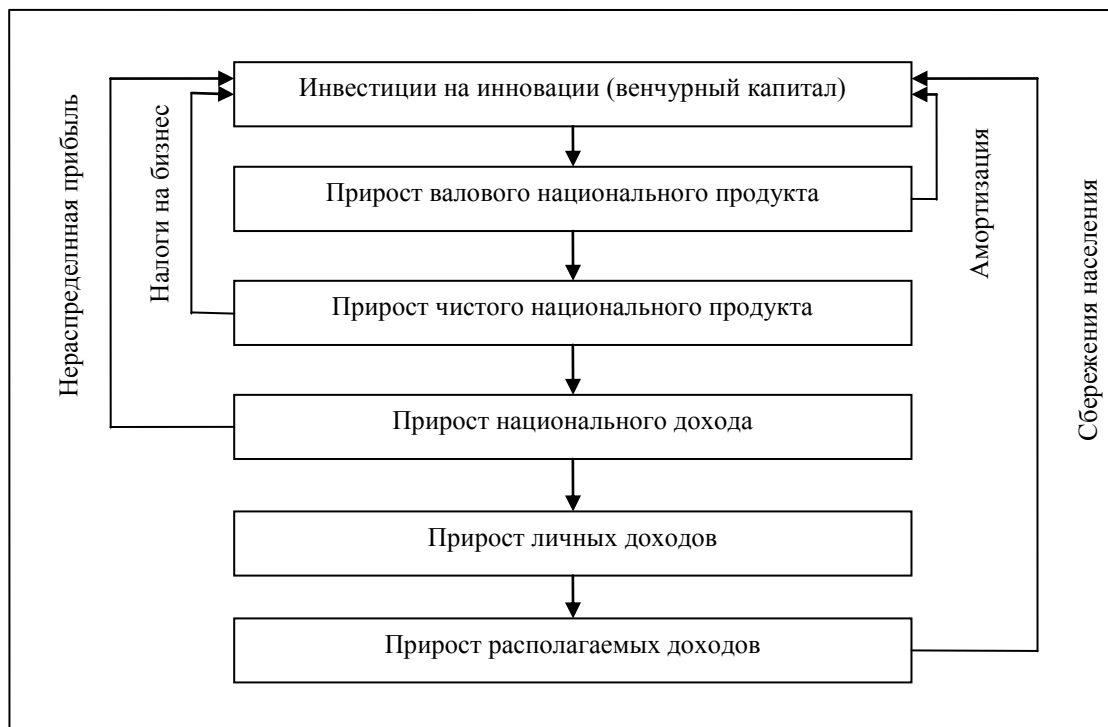 Инвестиции на инновации (венчурный капитал)
Прирост валового национального продукта
Прирост чистого национального продукта
Прирост национального дохода
Прирост личных доходов
Прирост располагаемых доходов
Нераспределнная прибыль
Налоги на бизнес
Амортизация
Сбережения населения